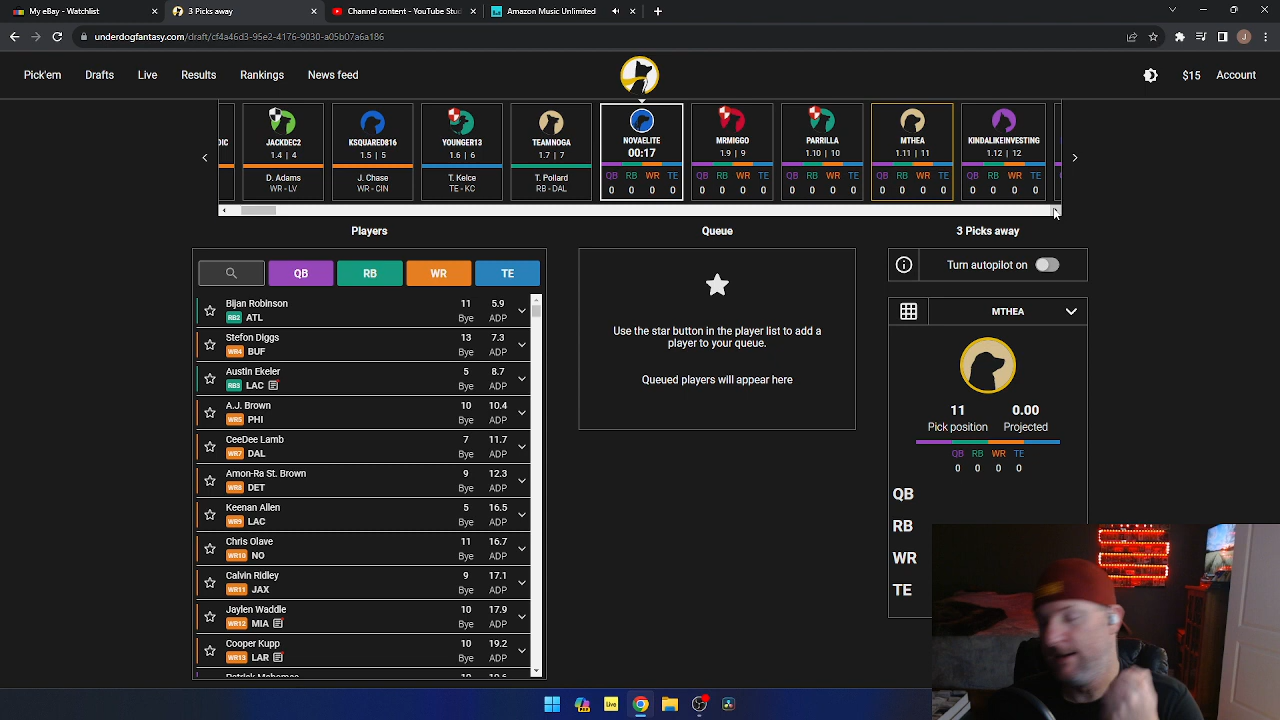 My eBay - Watchlist
3 Picks away
Channel content - YouTube Stud
Amazon Music Unlimited
underdogfantasy.com/draft/cf4a46d3-95e2-4176-9030-a05b07a6a186
J
Pick'em Drafts Live Results Rankings News feed
$15 Account
DIC
JACKDEC2
1.4 | 4
D. Adams
WR - LV
KSQUARED816
1.5 | 5
J. Chase
WR - CIN
YOUNGER13
1.6 | 6
T. Kelce
TE - KC
TEAMNOGA
1.7 | 7
T. Pollard
RB - DAL
NOVAELITE
00:17
QB RB WR TE
0 0 0 0
MRMIGGO
1.9 | 9
QB RB WR TE
0 0 0 0
PARRILLA
1.10 | 10
QB RB WR TE
0 0 0 0
MTHEA
1.11 | 11
QB RB WR TE
0 0 0 0
KINDALIKEINVESTING
1.12 | 12
QB RB WR TE
0 0 0 0
Players
QB RB WR TE
Bijan Robinson 11 5.9
RB2 ATL Bye ADP
Stefon Diggs 13 7.3
WR4 BUF Bye ADP
Austin Ekeler 5 8.7
RB3 LAC Bye ADP
A.J. Brown 10 10.4
WR5 PHI Bye ADP
CeeDee Lamb 7 11.7
WR7 DAL Bye ADP
Amon-Ra St. Brown 9 12.3
WR8 DET Bye ADP
Keenan Allen 5 16.5
WR9 LAC Bye ADP
Chris Olave 11 16.7
WR10 NO Bye ADP
Calvin Ridley 9 17.1
WR11 JAX Bye ADP
Jaylen Waddle 10 17.9
WR12 MIA Bye ADP
Cooper Kupp 10 19.2
WR13 LAR Bye ADP
Patrick Mahomes 10 19.6
Queue
Use the star button in the player list to add a
player to your queue.
Queued players will appear here
3 Picks away
Turn autopilot on
MTHEA
11 0.00
Pick position Projected
QB RB WR TE
0 0 0 0
QB
RB
WR
TE
Live